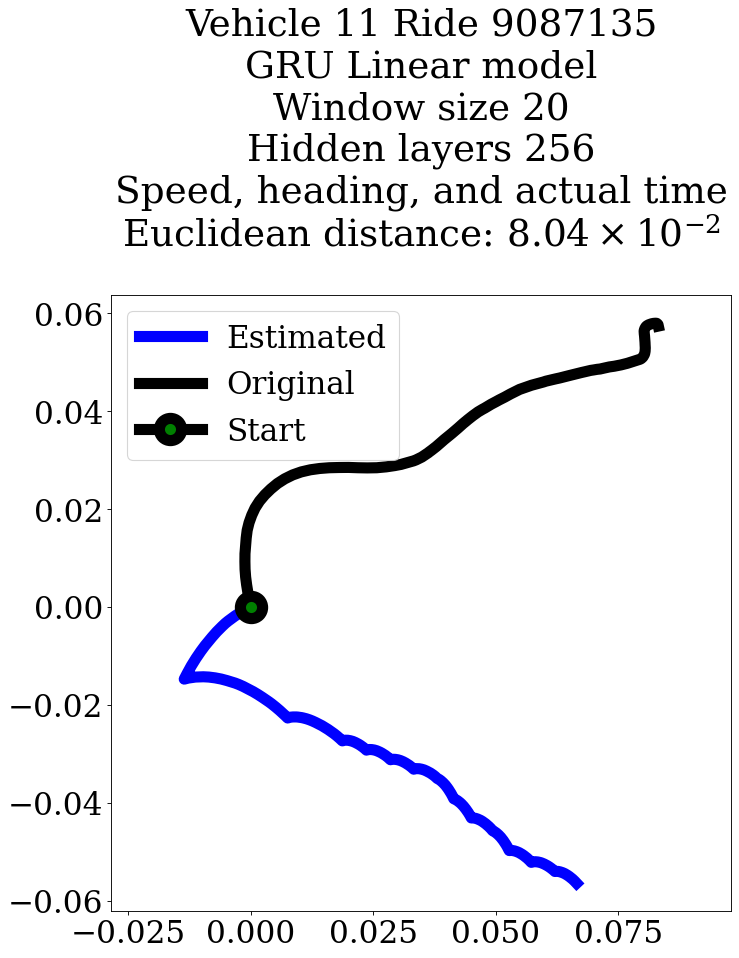 Vehicle 11 Ride 9087135
GRU Linear model
Window size 20
Hidden layers 256
Speed, heading, and actual time
Euclidean distance: 8.04 × 10⁻²
Estimated
Original
Start
0.06
0.04
0.02
0.00
−0.02
−0.04
−0.06
−0.025 0.000 0.025 0.050 0.075